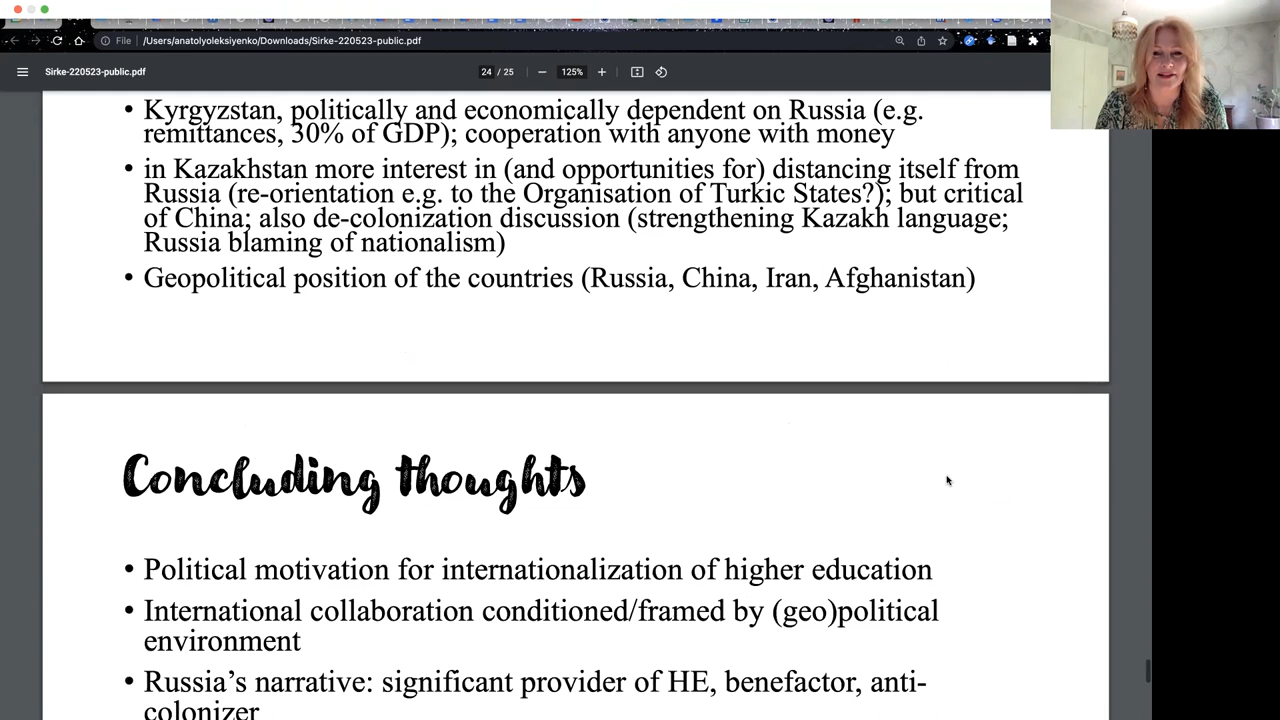 File
/Users/anatolyoleksiyenko/Downloads/Sirke-220523-public.pdf
Sirke-220523-public.pdf
24 / 25
125%
• Kyrgyzstan, politically and economically dependent on Russia (e.g.
remittances, 30% of GDP); cooperation with anyone with money
• in Kazakhstan more interest in (and opportunities for) distancing itself from
Russia (re-orientation e.g. to the Organisation of Turkic States?); but critical
of China; also de-colonization discussion (strengthening Kazakh language;
Russia blaming of nationalism)
• Geopolitical position of the countries (Russia, China, Iran, Afghanistan)
Concluding thoughts
• Political motivation for internationalization of higher education
• International collaboration conditioned/framed by (geo)political
environment
• Russia’s narrative: significant provider of HE, benefactor, anti-
colonizer